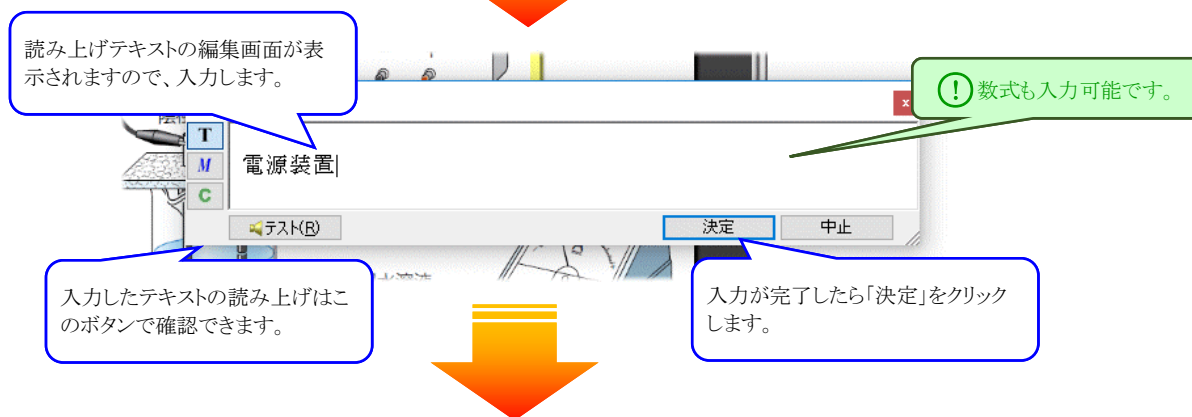 読み上げテキストの編集画面が表
示されますので、入力します。
数式も入力可能です。
x
T
M
C
電源装置
テスト(R)
決定
中止
入力したテキストの読み上げはこ
のボタンで確認できます。
入力が完了したら「決定」をクリック
します。